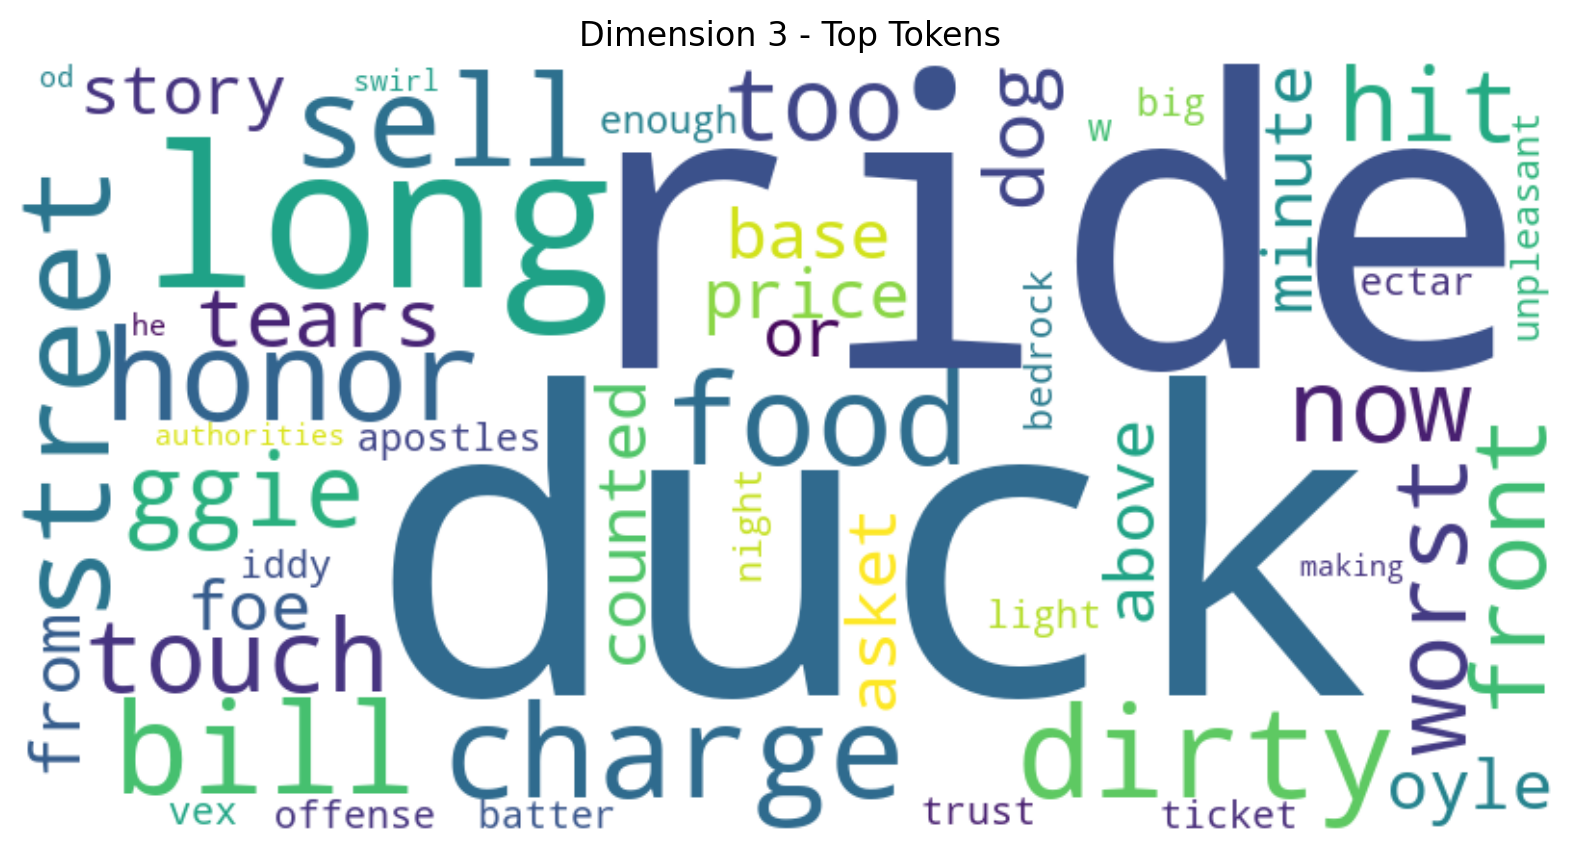 Dimension 3 - Top Tokens
od
story
swirl
sell
enough
too
dog
w
big
minute
hit
unpleasant
long
ride
street
base
price
or
ectar
he
tears
honor
bedrock
food
now
authorities
apostles
ggie
counted
duck
night
asket
above
light
making
worst
front
iddy
foe
from
touch
bill
charge
dirty
oyle
vex
offense
batter
trust
ticket